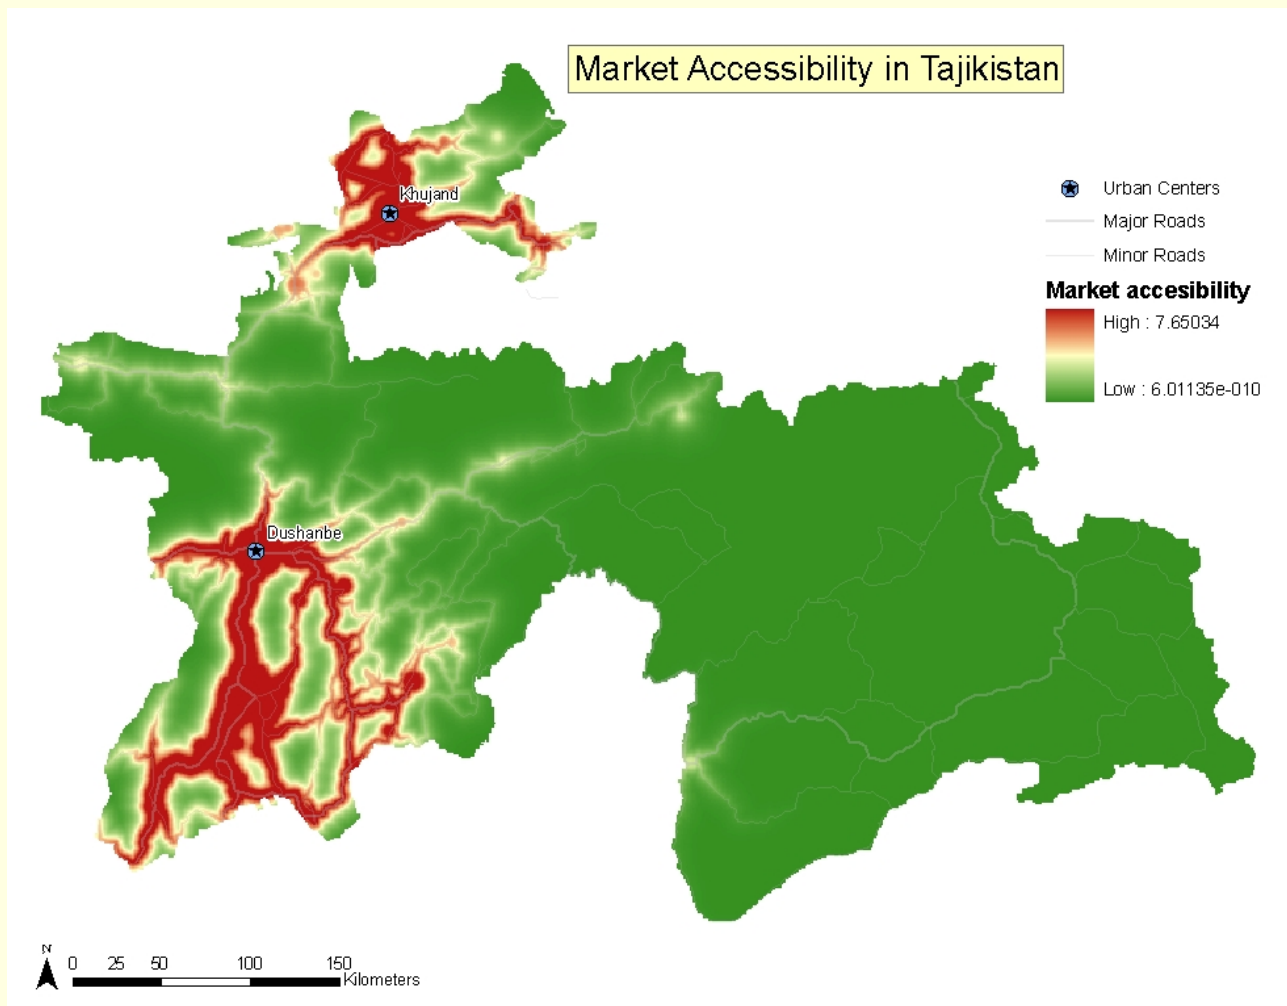 Market Accessibility in Tajikistan
Khujand
Urban Centers
Major Roads
Minor Roads
Market accesibility
High : 7.65034
Low : 6.01135e-010
Dushanbe
N
0 25 50 100 150
Kilometers